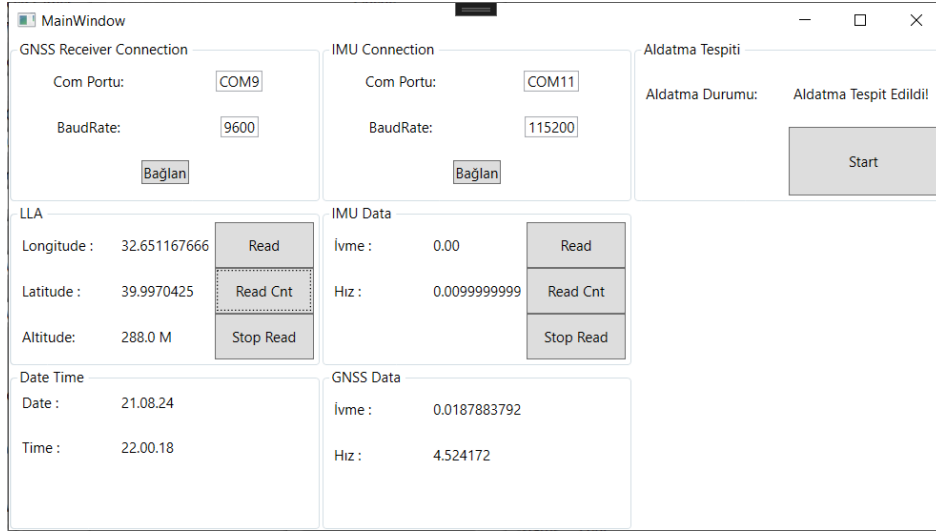 MainWindow
GNSS Receiver Connection
Com Portu: COM9
BaudRate: 9600
Bağlan
IMU Connection
Com Portu: COM11
BaudRate: 115200
Bağlan
Aldatma Tespiti
Aldatma Durumu: Aldatma Tespit Edildi!
Start
LLA
Longitude : 32.651167666 Read
Latitude : 39.9970425 Read Cnt
Altitude: 288.0 M Stop Read
IMU Data
İvme : 0.00 Read
Hız : 0.0099999999 Read Cnt
Stop Read
Date Time
Date : 21.08.24
Time : 22.00.18
GNSS Data
İvme : 0.0187883792
Hız : 4.524172